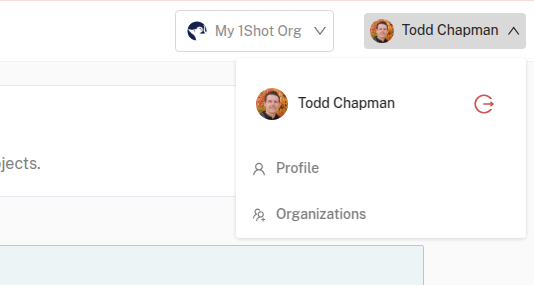 My 1Shot Org
Todd Chapman
Todd Chapman
jects.
Profile
Organizations